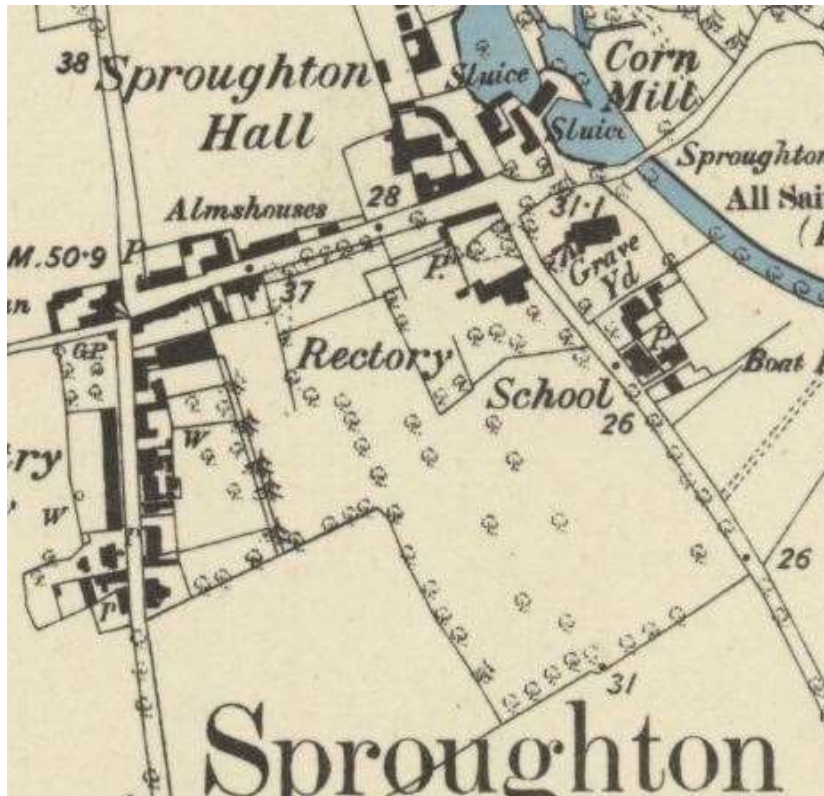 38
Sproughton
Hall
Sluice
Corn
Mill
Sluice
Sproughton
All Sai
Almshouses
28
31·1
Grave
Yd
M. 50·9
P
P.
37
G.P.
Rectory
School
P.
Boat
26
try
W
W
26
P
31
Sproughton